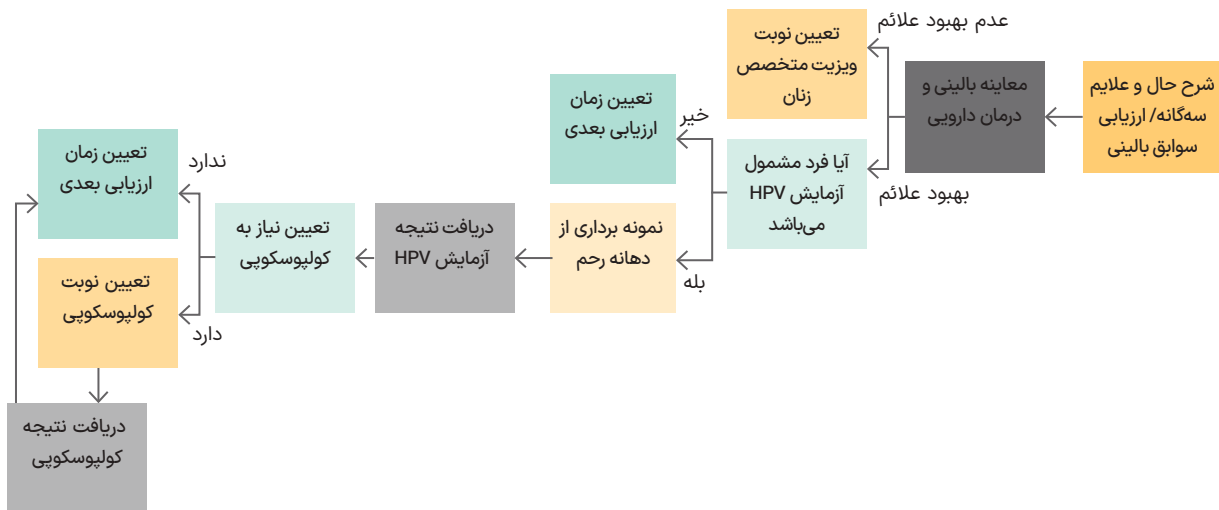 شرح حال و علایم
سه‌گانه/ ارزیابی
سوابق بالینی
معاینه بالینی و
درمان دارویی
عدم بهبود علائم
تعیین نوبت
ویزیت متخصص
زنان
بهبود علائم
آیا فرد مشمول
آزمایش HPV
می‌باشد
خیر
تعیین زمان
ارزیابی بعدی
بله
نمونه برداری از
دهانه رحم
دریافت نتیجه
آزمایش HPV
تعیین نیاز به
کولپوسکوپی
ندارد
تعیین زمان
ارزیابی بعدی
دارد
تعیین نوبت
کولپوسکوپی
دریافت نتیجه
کولپوسکوپی